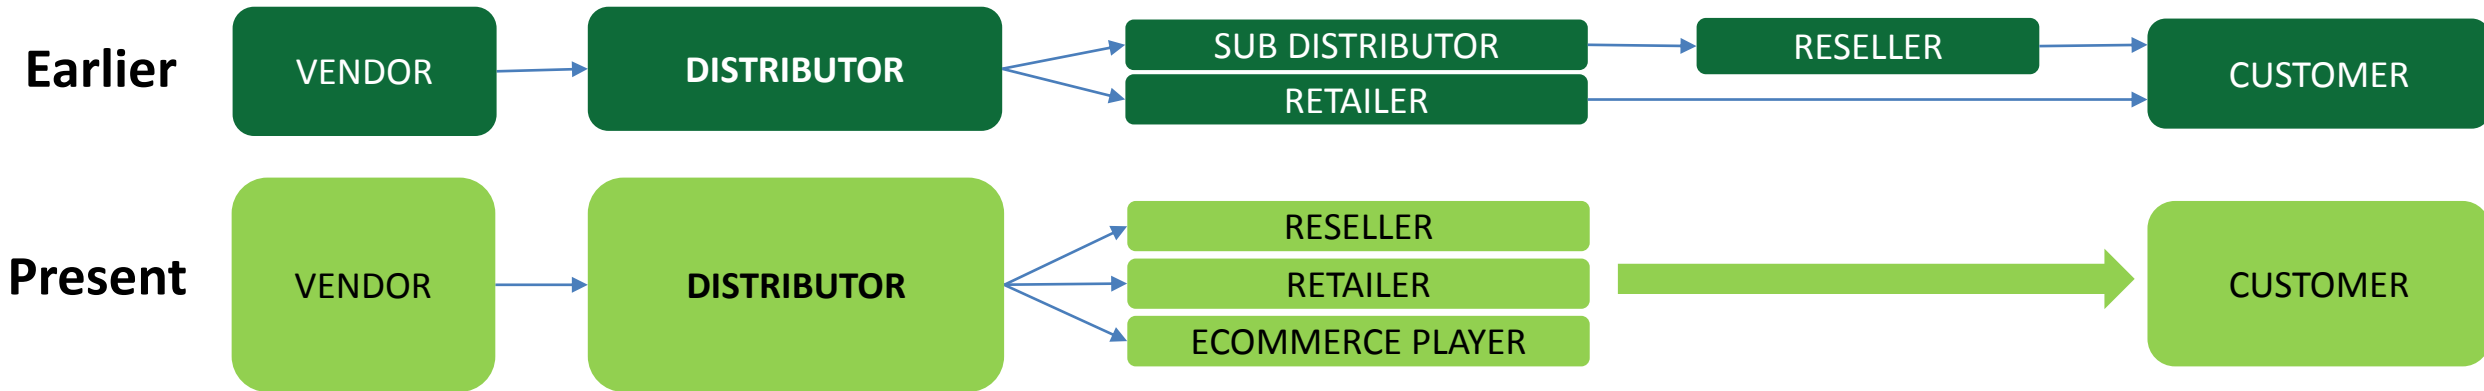 Earlier
VENDOR
DISTRIBUTOR
SUB DISTRIBUTOR
RETAILER
RESELLER
CUSTOMER
Present
VENDOR
DISTRIBUTOR
RESELLER
RETAILER
ECOMMERCE PLAYER
CUSTOMER